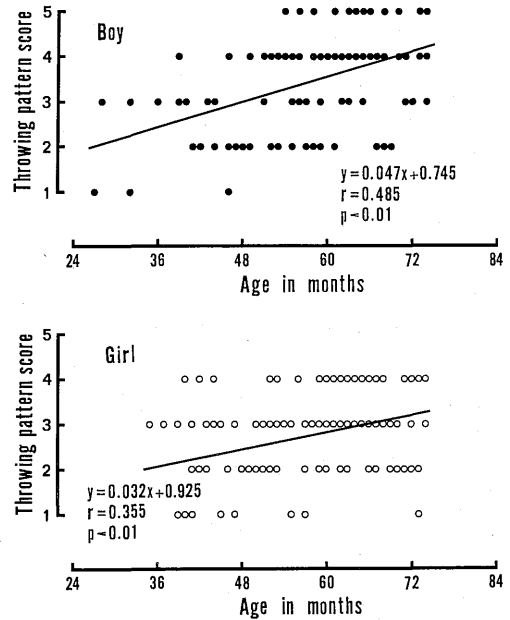 Boy
Throwing pattern score
5
4
3
2
1
y=0.047x+0.745
r=0.485
p<0.01
24 36 48 60 72 84
Age in months
Girl
Throwing pattern score
5
4
3
2
1
y=0.032x+0.925
r=0.355
p<0.01
24 36 48 60 72 84
Age in months